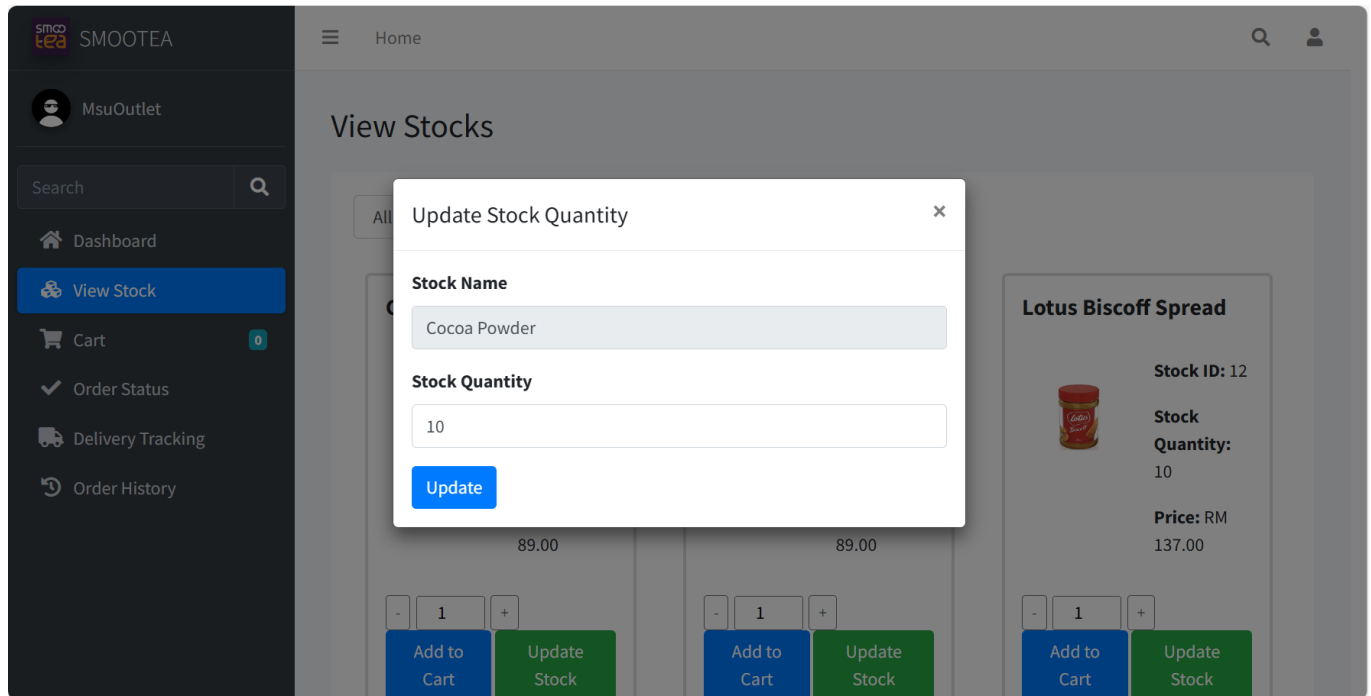 smoo
tea
SMOOTEA
Home
MsuOutlet
Search
Dashboard
View Stock
Cart
0
Order Status
Delivery Tracking
Order History
View Stocks
All
Update Stock Quantity
×
Stock Name
Cocoa Powder
Stock Quantity
10
Update
89.00
- 1 +
Add to
Cart
Update
Stock
89.00
- 1 +
Add to
Cart
Update
Stock
Lotus Biscoff Spread
Lotus
Biscoff
Stock ID: 12
Stock
Quantity:
10
Price: RM
137.00
- 1 +
Add to
Cart
Update
Stock